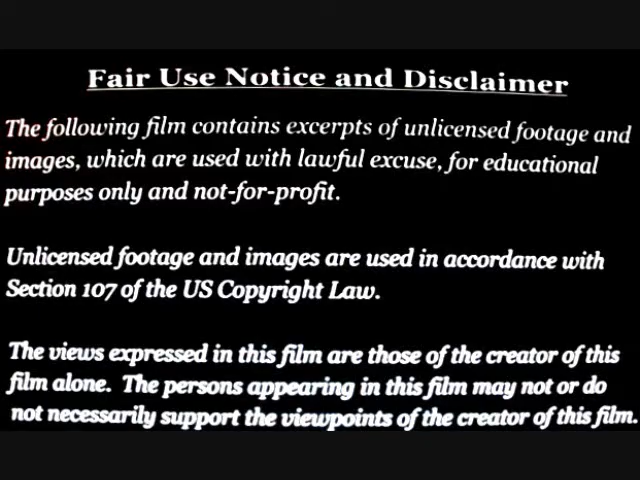 Fair Use Notice and Disclaimer
The following film contains excerpts of unlicensed footage and
images, which are used with lawful excuse, for educational
purposes only and not-for-profit.
Unlicensed footage and images are used in accordance with
Section 107 of the US Copyright Law.
The views expressed in this film are those of the creator of this
film alone. The persons appearing in this film may not or do
not necessarily support the viewpoints of the creator of this film.